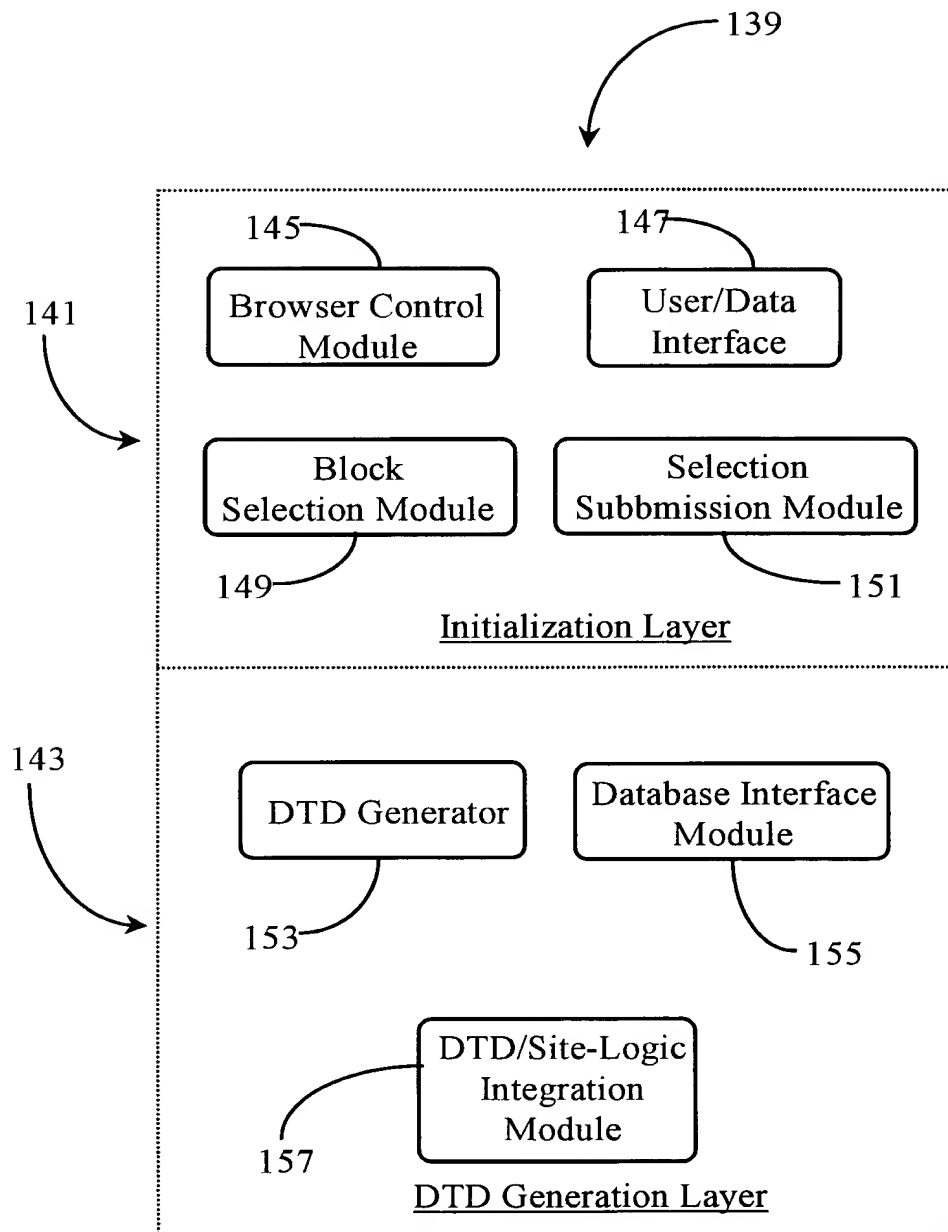 139
145
147
Browser Control
Module
User/Data
Interface
141
Block
Selection Module
Selection
Subbmission Module
149
151
Initialization Layer
143
DTD Generator
Database Interface
Module
153
155
DTD/Site-Logic
Integration
Module
157
DTD Generation Layer